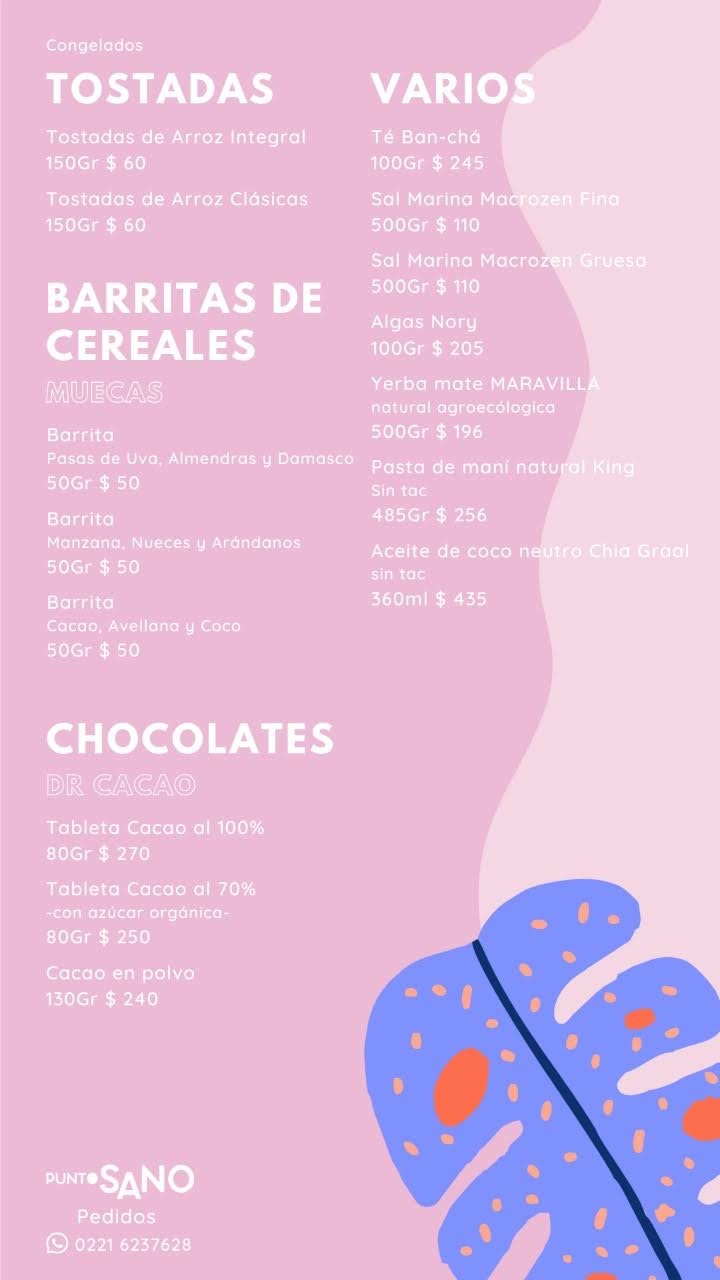 Congelados
TOSTADAS
Tostadas de Arroz Integral
150Gr $ 60
Tostadas de Arroz Clásicas
150Gr $ 60
BARRITAS DE
CEREALES
MUECAS
Barrita
Pasas de Uva, Almendras y Damasco
50Gr $ 50
Barrita
Manzana, Nueces y Arándanos
50Gr $ 50
Barrita
Cacao, Avellana y Coco
50Gr $ 50
CHOCOLATES
DR CACAO
Tableta Cacao al 100%
80Gr $ 270
Tableta Cacao al 70%
-con azúcar orgánica-
80Gr $ 250
Cacao en polvo
130Gr $ 240
VARIOS
Té Ban-chá
100Gr $ 245
Sal Marina Macrozen Fina
500Gr $ 110
Sal Marina Macrozen Gruesa
500Gr $ 110
Algas Nory
100Gr $ 205
Yerba mate MARAVILLA
natural agroecólogica
500Gr $ 196
Pasta de maní natural King
Sin tac
485Gr $ 256
Aceite de coco neutro Chia Graal
sin tac
360ml $ 435
PUNTO SANO
Pedidos
0221 6237628